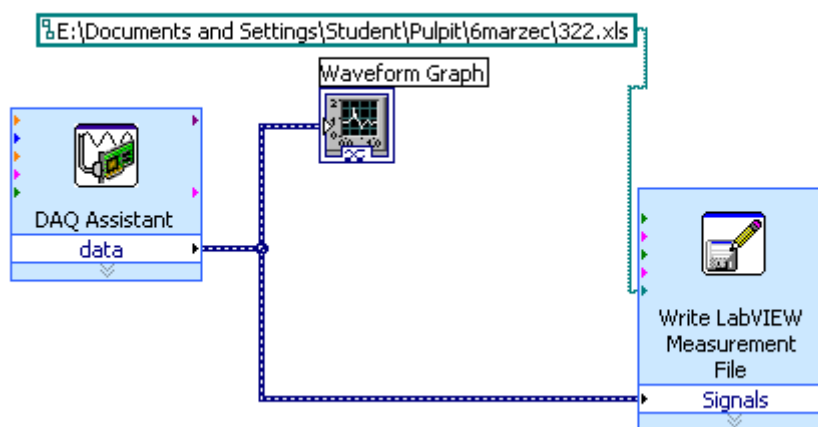 E:\Documents and Settings\Student\Pulpit\6marzec\322.xls
Waveform Graph
DAQ Assistant
data
Write LabVIEW
Measurement
File
Signals